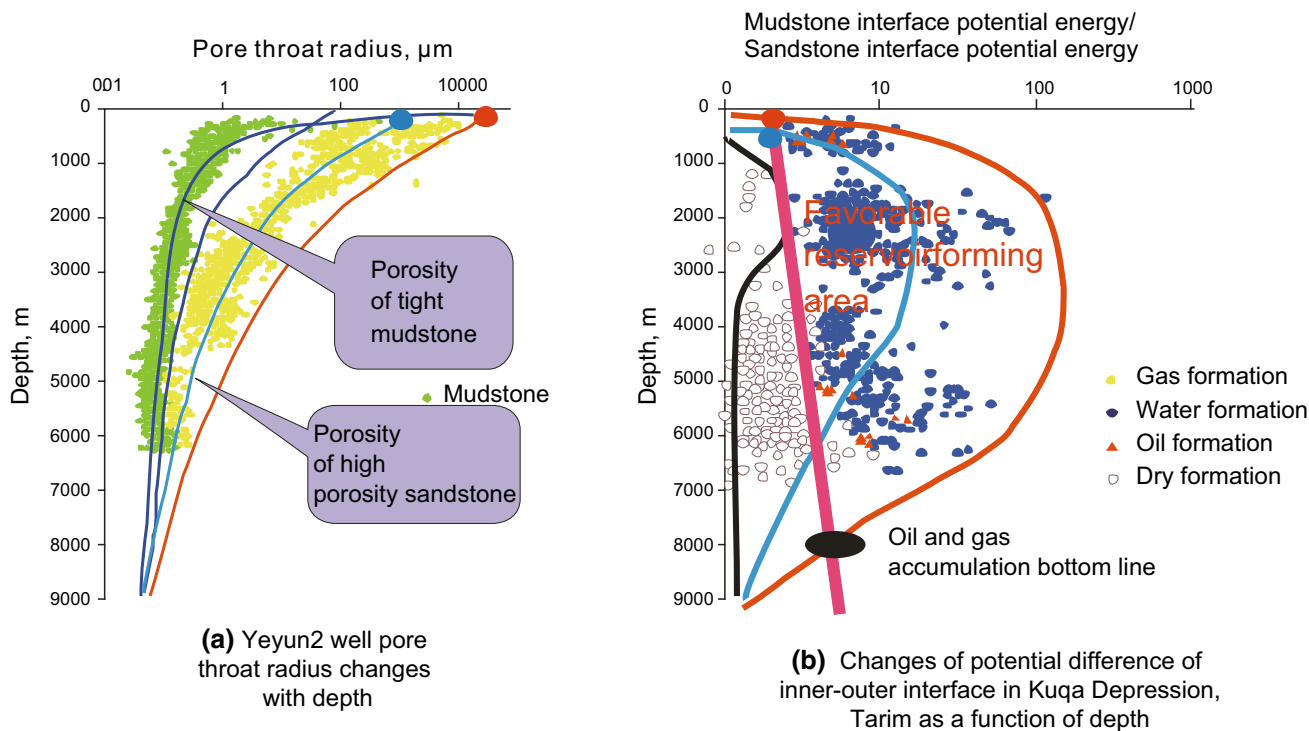 Pore throat radius, μm
001 1 100 10000
0
1000
2000
3000
4000
5000
6000
7000
8000
9000
Depth, m
Porosity
of tight
mudstone
Mudstone
Porosity
of high
porosity sandstone
(a) Yeyun2 well pore
throat radius changes
with depth
Mudstone interface potential energy/
Sandstone interface potential energy
0 10 100 1000
0
1000
2000
3000
4000
5000
6000
7000
8000
9000
Depth, m
Favorable
reservoirforming
area
Oil and gas
accumulation bottom line
Gas formation
Water formation
Oil formation
Dry formation
(b) Changes of potential difference of
inner-outer interface in Kuqa Depression,
Tarim as a function of depth